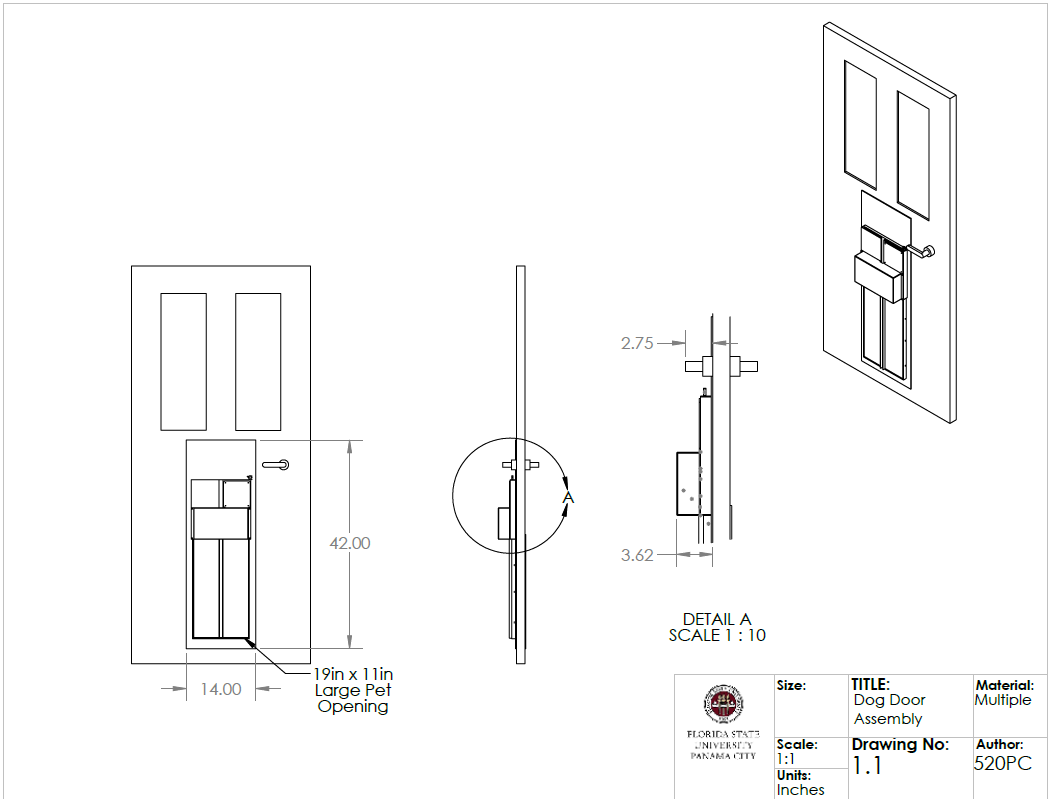 2.75
A
42.00
3.62
DETAIL A
SCALE 1 : 10
19in x 11in
Large Pet
Opening
14.00
FLORIDA STATE
UNIVERSITY
PANAMA CITY
Size:
TITLE:
Dog Door
Assembly
Material:
Multiple
Scale:
1:1
Units:
Inches
Drawing No:
1.1
Author:
520PC